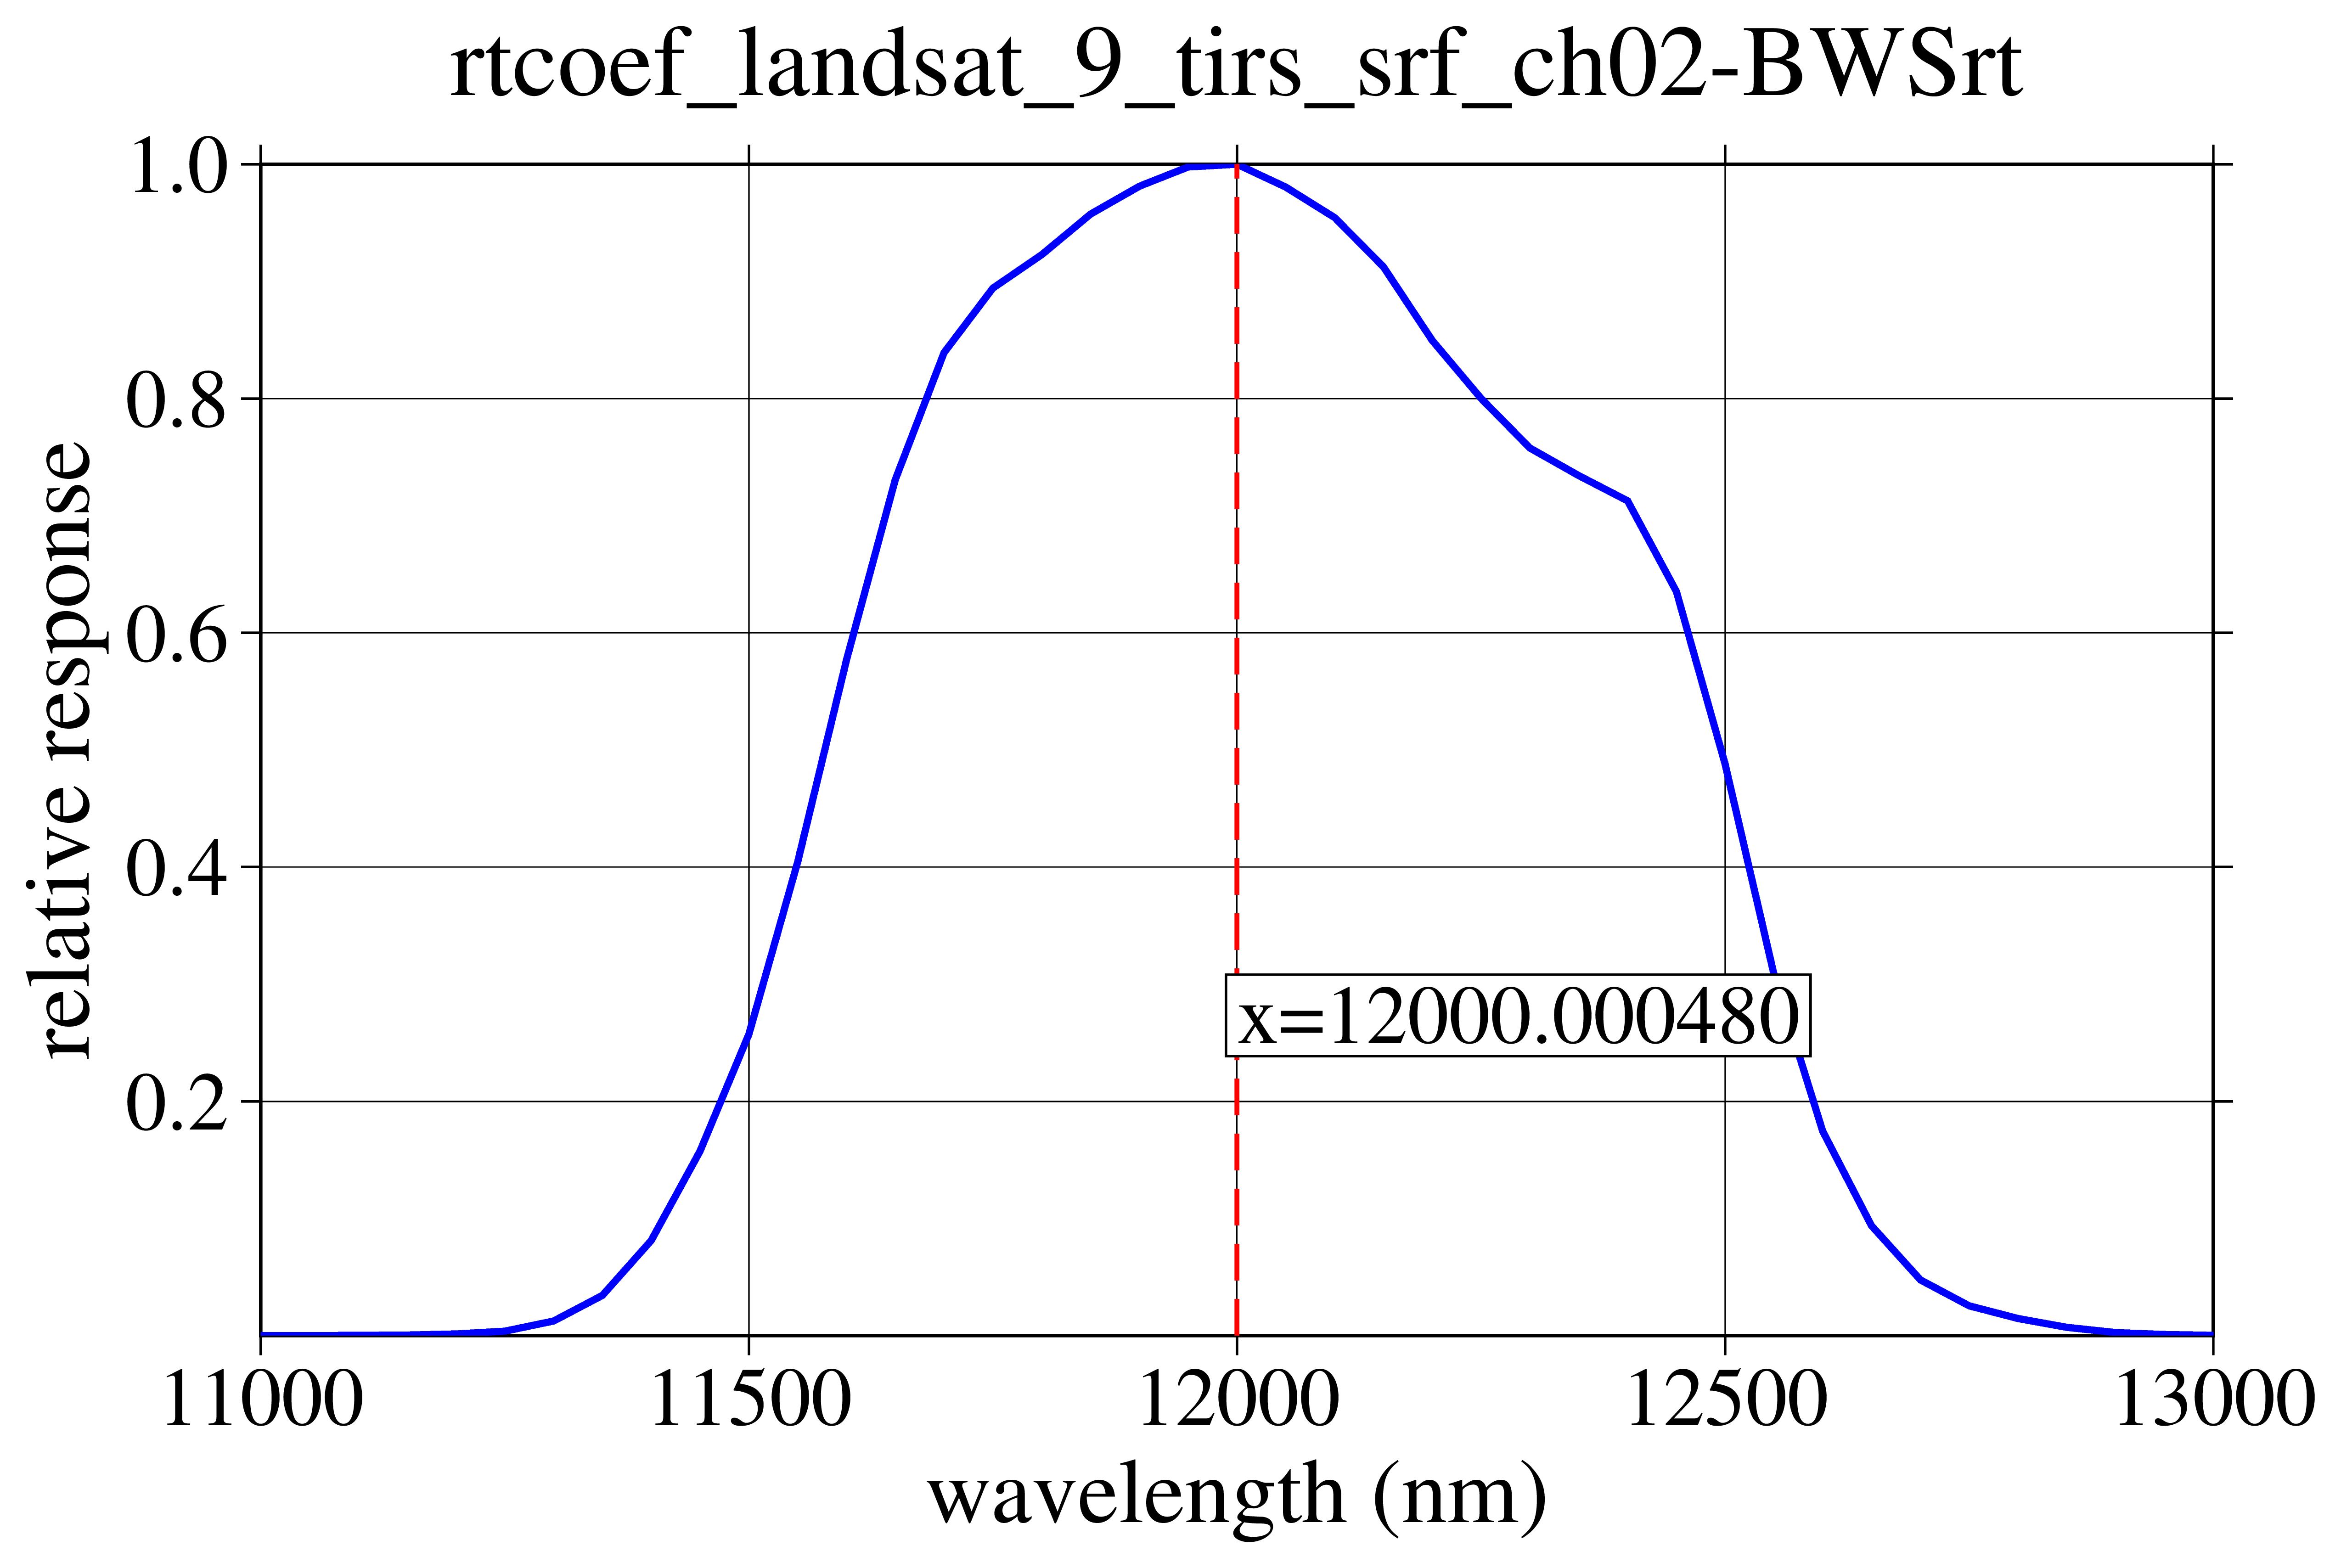 rtcoef_landsat_9_tirs_srf_ch02-BWSrt
1.0
0.8
0.6
0.4
0.2
relative response
x=12000.000480
11000 11500 12000 12500 13000
wavelength (nm)